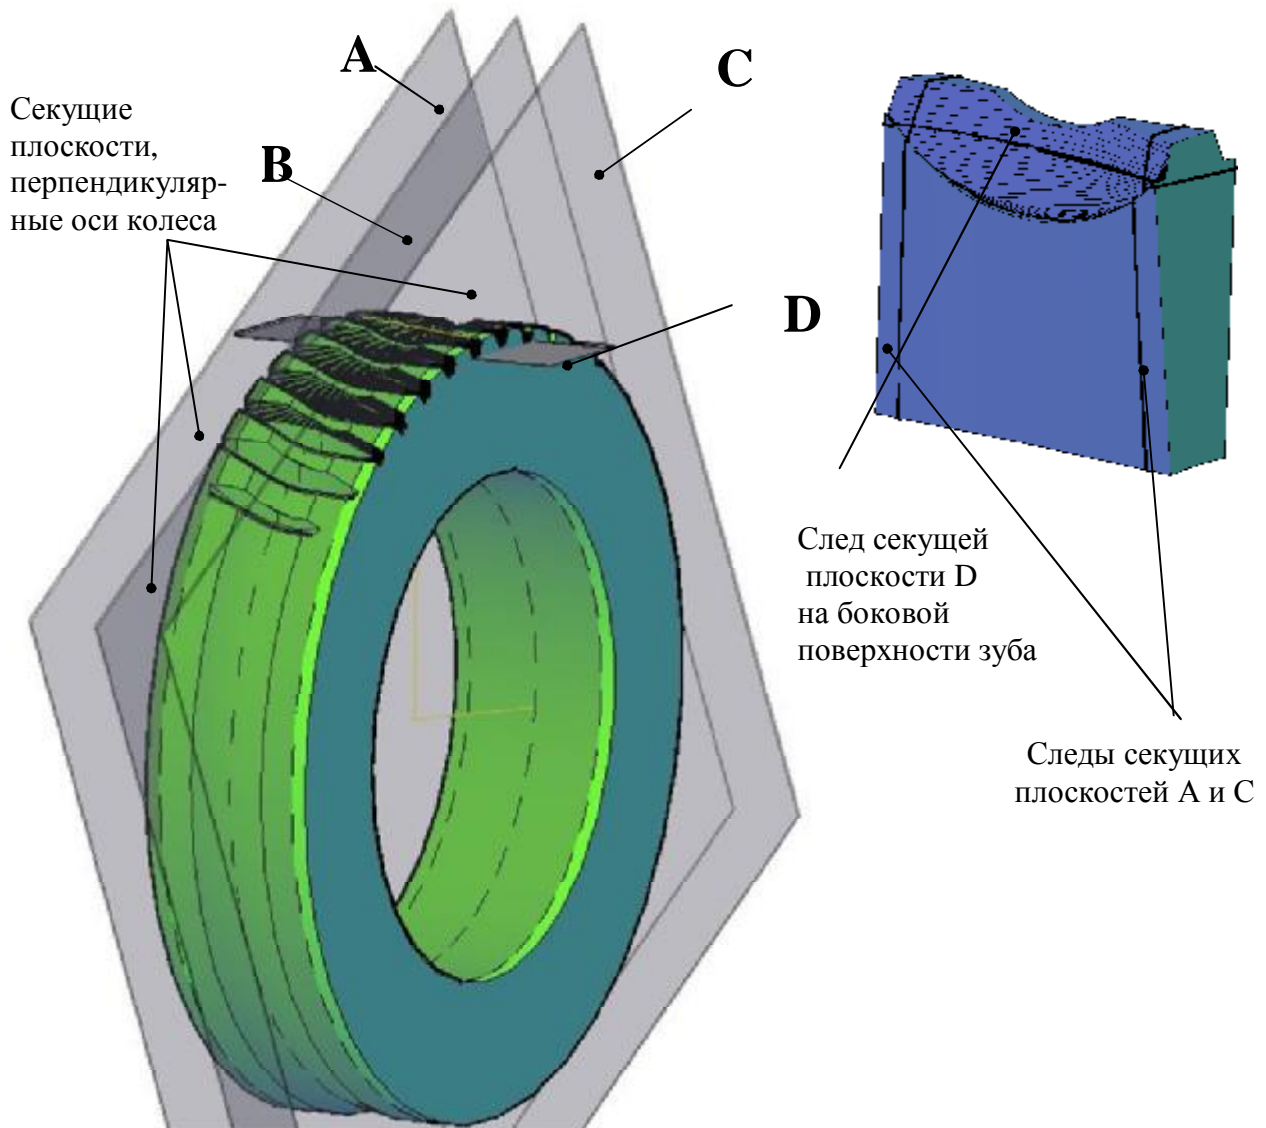 A
C
Секущие
плоскости,
перпендикуляр-
ные оси колеса
B
D
След секущей
плоскости D
на боковой
поверхности зуба
Следы секущих
плоскостей A и C